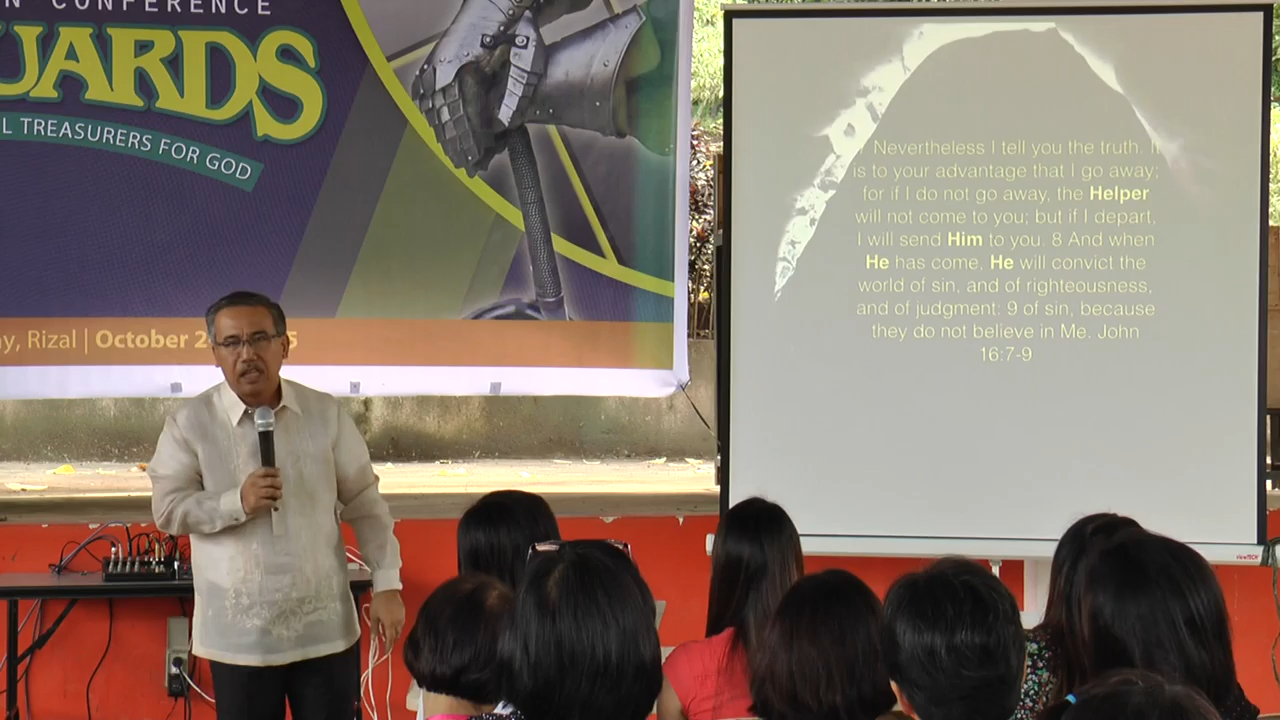 N CONFERENCE
UARDS
L TREASURERS FOR GOD
ay, Rizal | October 2
5
Nevertheless I tell you the truth. It
is to your advantage that I go away;
for if I do not go away, the Helper
will not come to you; but if I depart,
I will send Him to you. 8 And when
He has come, He will convict the
world of sin, and of righteousness,
and of judgment: 9 of sin, because
they do not believe in Me. John
16:7-9